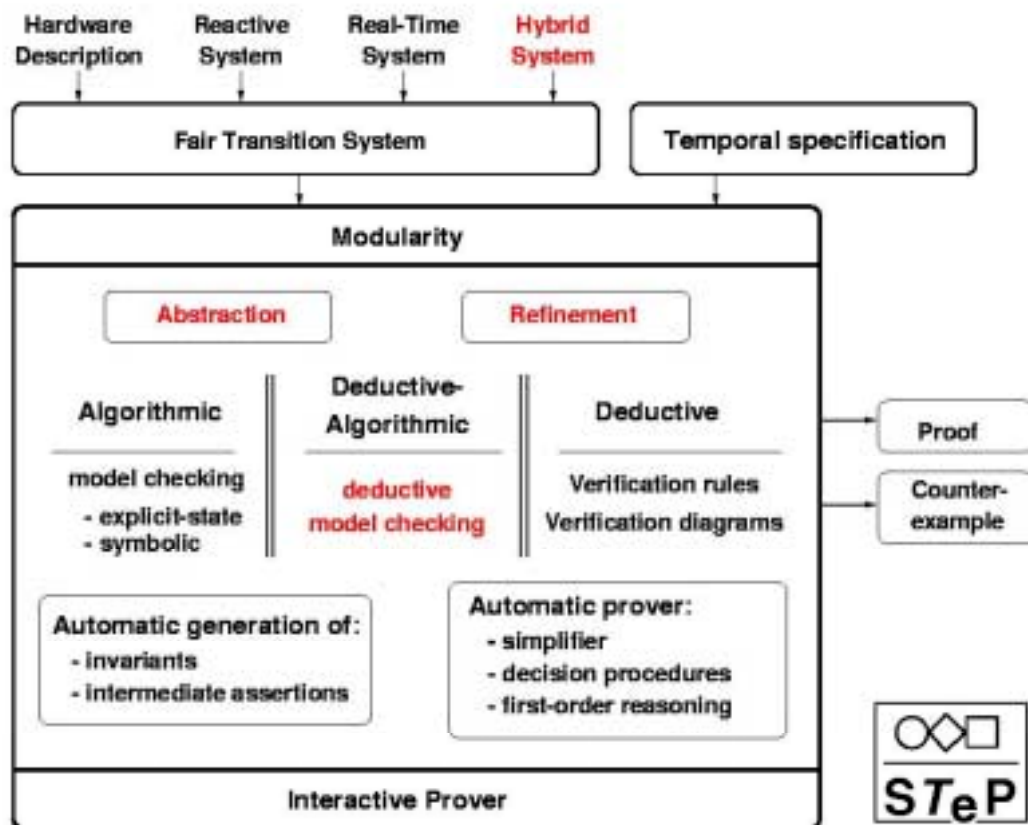 Hardware
Description
Reactive
System
Real-Time
System
Hybrid
System
Fair Transition System
Temporal specification
Modularity
Abstraction
Refinement
Algorithmic
model checking
- explicit-state
- symbolic
Deductive-
Algorithmic
deductive
model checking
Deductive
Verification rules
Verification diagrams
Proof
Counter-
example
Automatic generation of:
- invariants
- intermediate assertions
Automatic prover:
- simplifier
- decision procedures
- first-order reasoning
Interactive Prover
STeP